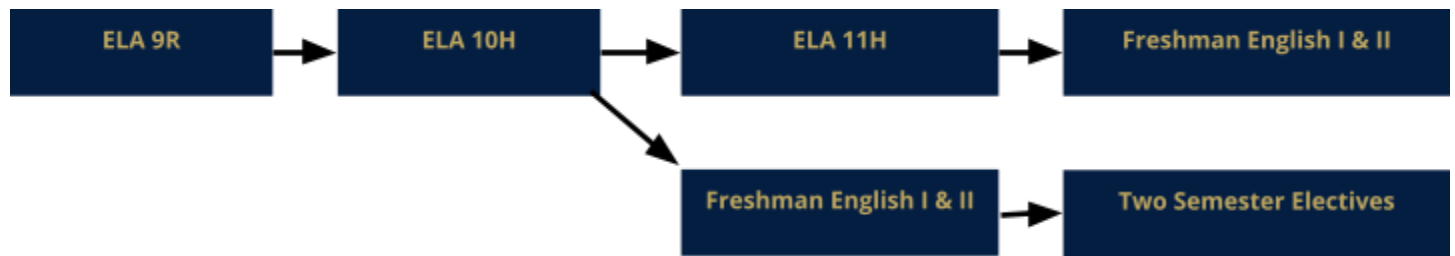 ELA 9R
ELA 10H
ELA 11H
Freshman English I & II
Freshman English I & II
Two Semester Electives